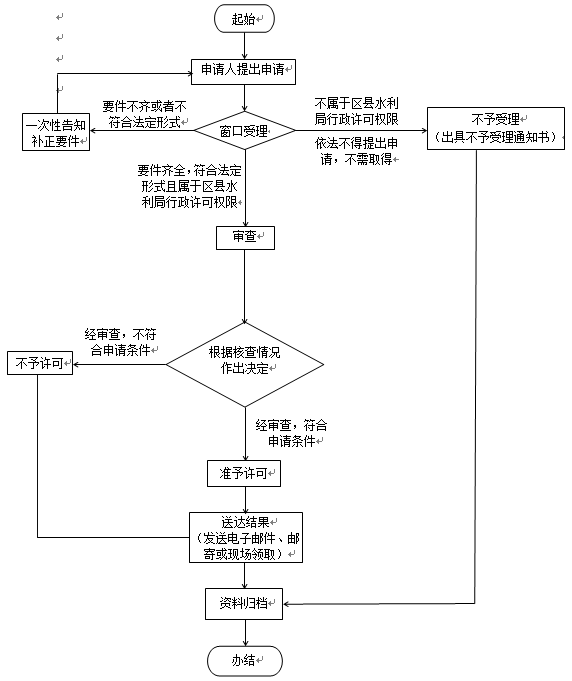 起始
申请人提出申请
要件不齐或者不
符合法定形式
不属于区县水利
局行政许可权限
一次性告知
补正要件
窗口受理
不予受理
（出具不予受理通知书）
依法不得提出申
请，不需取得
要件齐全，符合法定
形式且属于区县水
利局行政许可权限
审查
经审查，不符
合申请条件
根据核查情况
作出决定
不予许可
经审查，符合
申请条件
准予许可
送达结果
（发送电子邮件、邮
寄或现场领取）
资料归档
办结